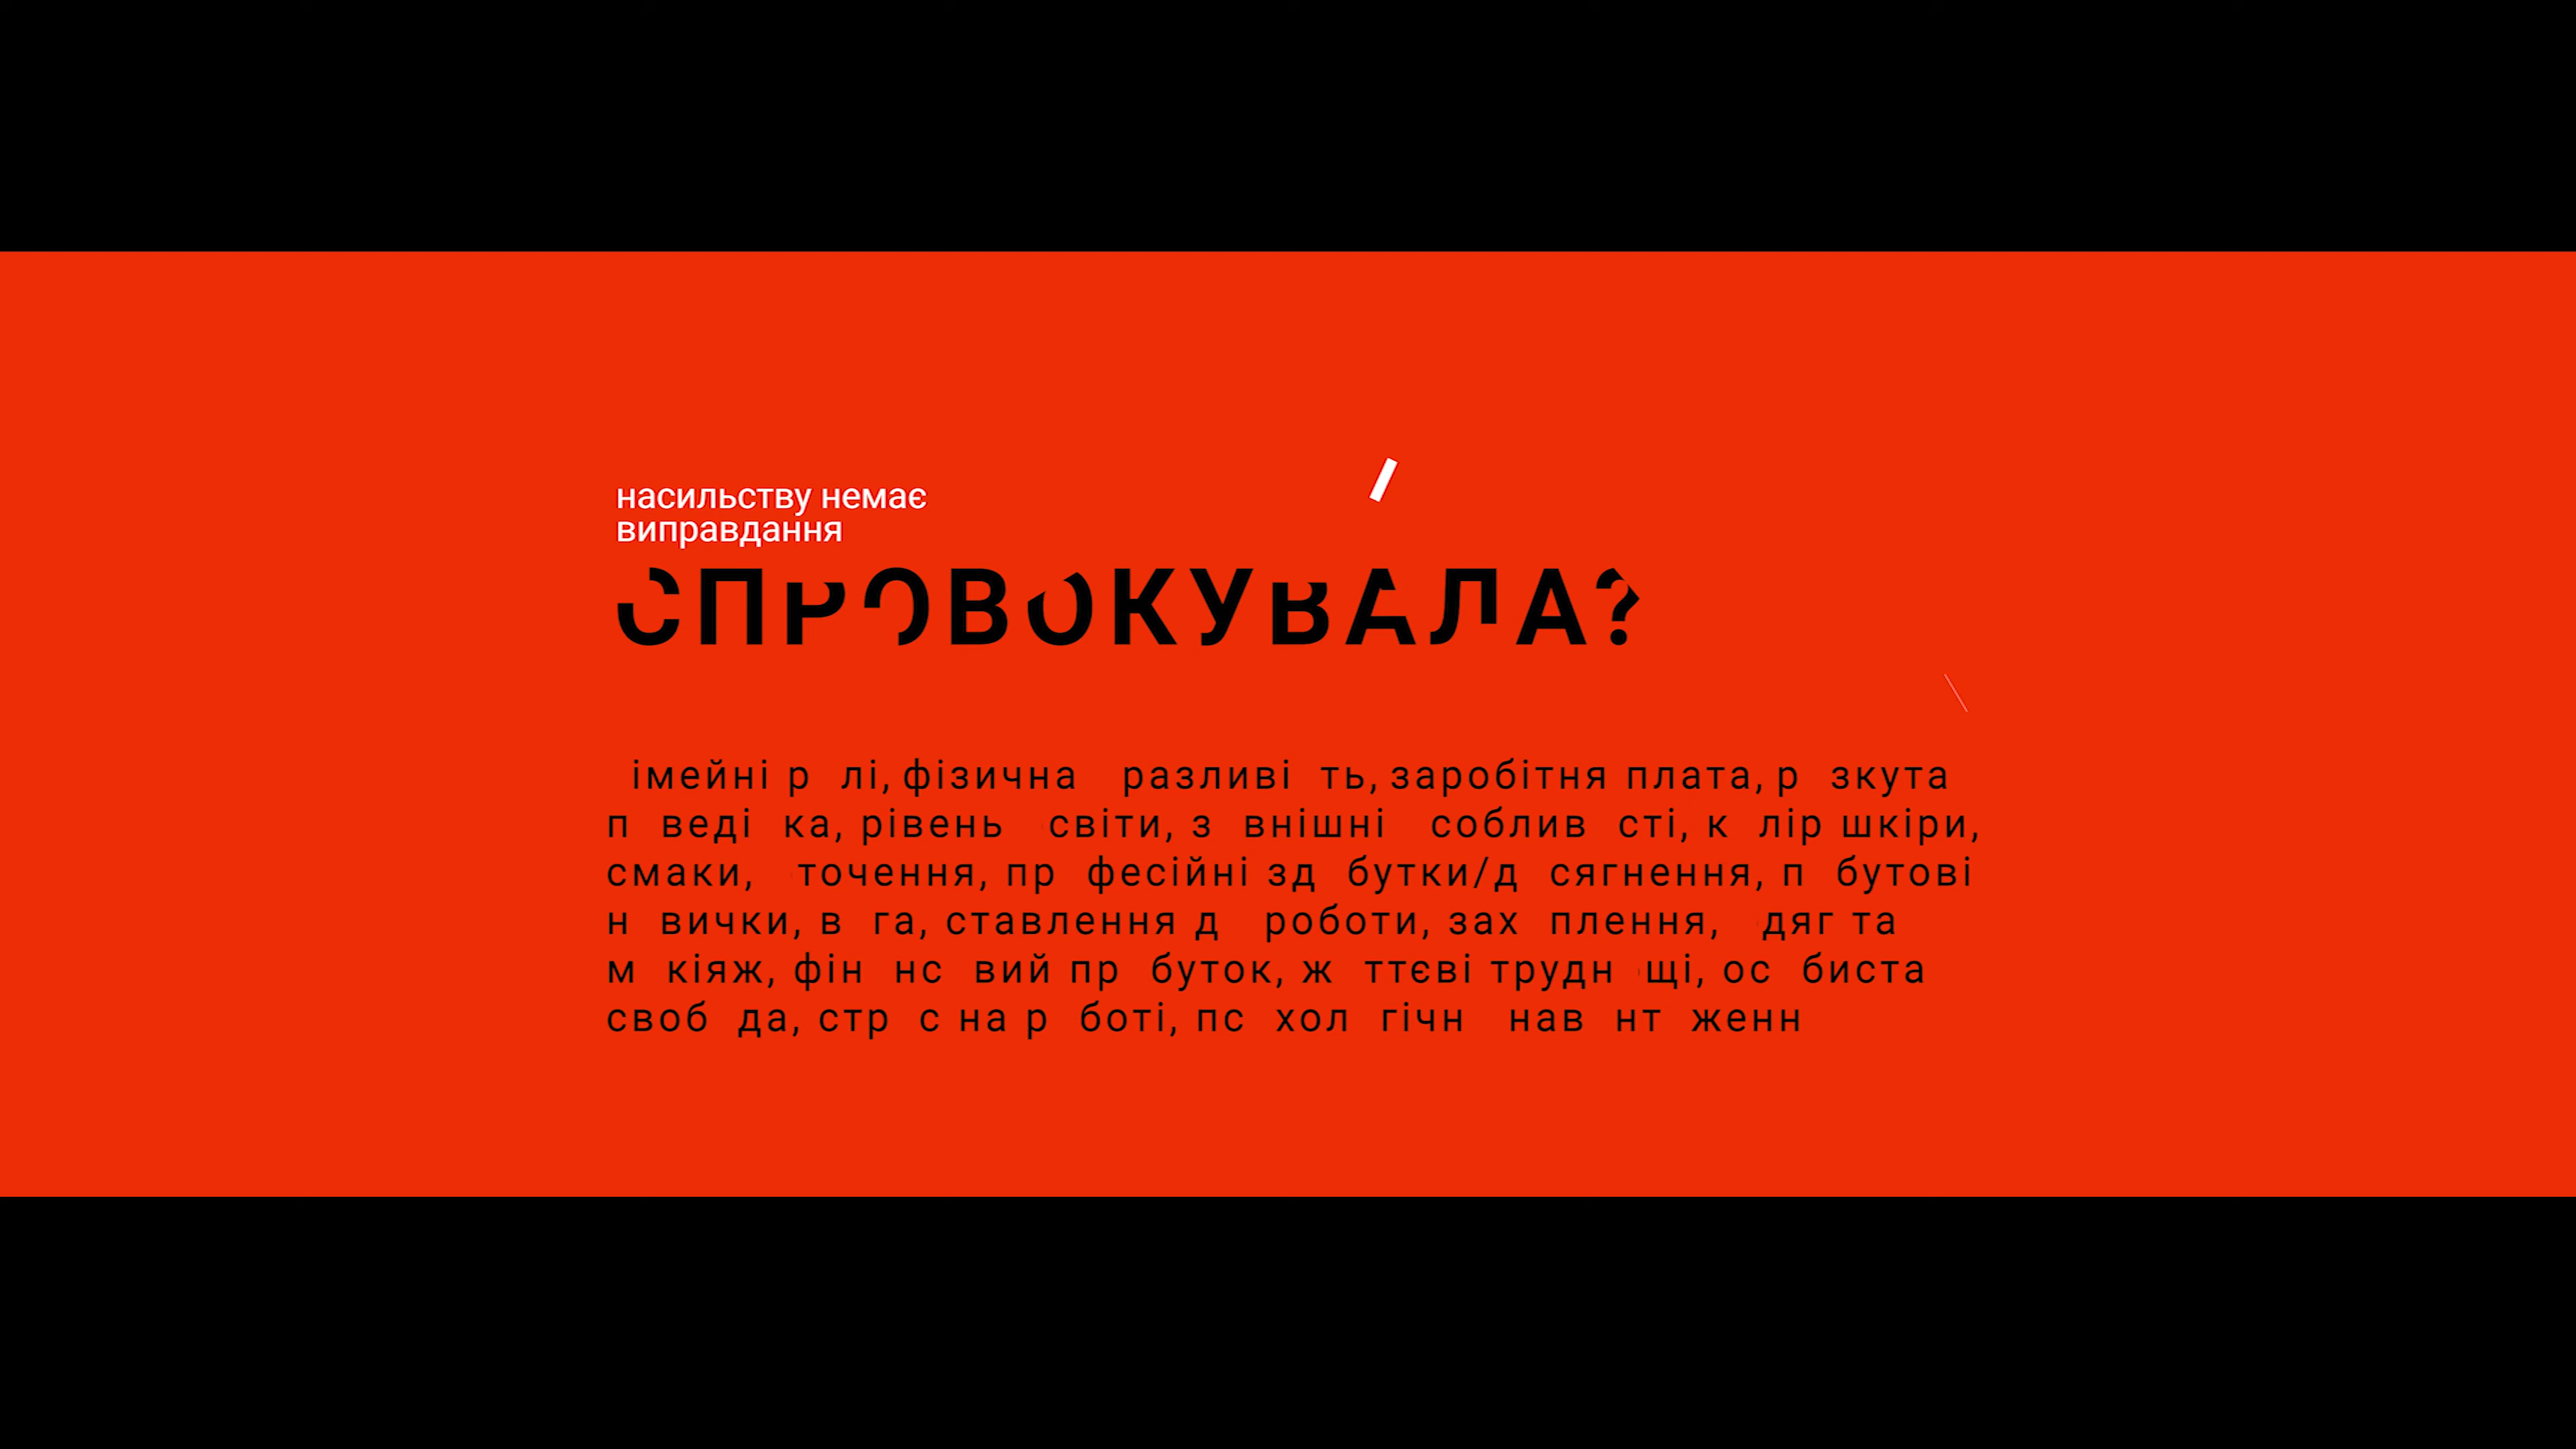 насильству немає
виправдання
СПРОВОКУВАЛА?
імейні р лі, фізична разливі ть, заробітня плата, р зкута
п веді ка, рівень світи, з внішні соблив сті, к лір шкіри,
смаки, точення, пр фесійні зд бутки/д сягнення, п бутові
н вички, в га, ставлення д роботи, зах плення, дяг та
м кіяж, фін нс вий пр буток, ж ттєві трудн щі, ос биста
своб да, стр с на р боті, пс хол гічн нав нт женн